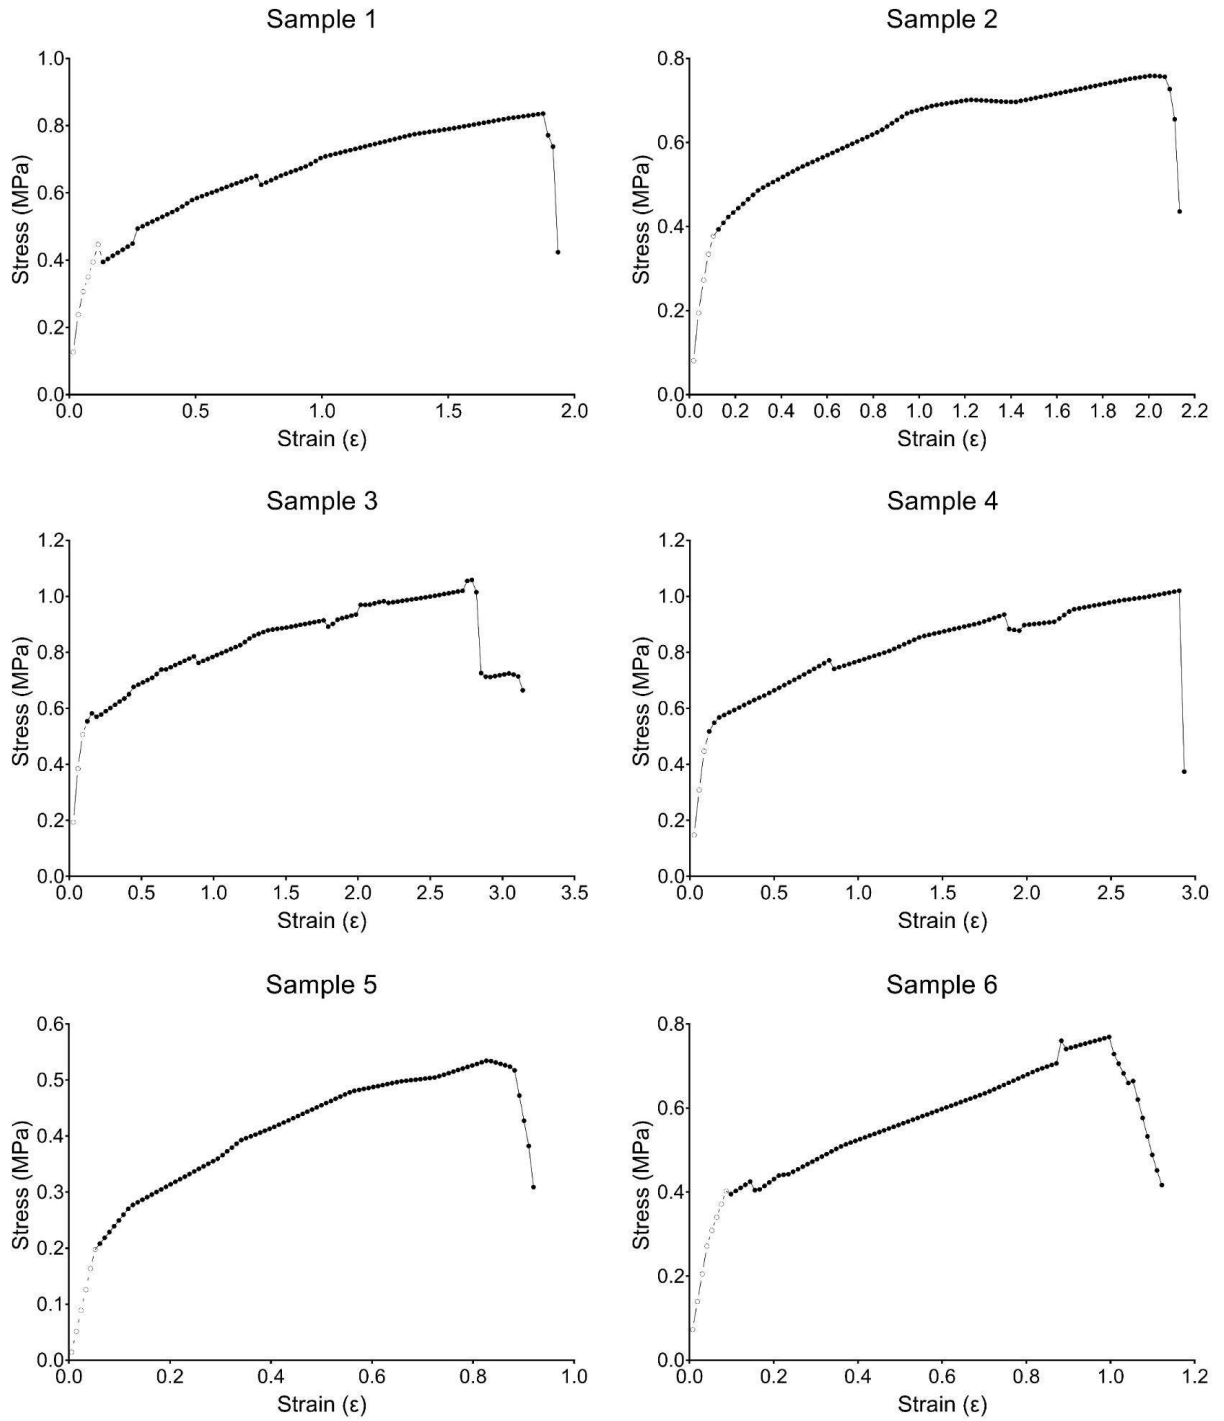 Sample 1
1.0
0.8
0.6
0.4
0.2
0.0
Stress (MPa)
0.0 0.5 1.0 1.5 2.0
Strain (ε)
Sample 2
0.8
0.6
0.4
0.2
0.0
Stress (MPa)
0.0 0.2 0.4 0.6 0.8 1.0 1.2 1.4 1.6 1.8 2.0 2.2
Strain (ε)
Sample 3
1.2
1.0
0.8
0.6
0.4
0.2
0.0
Stress (MPa)
0.0 0.5 1.0 1.5 2.0 2.5 3.0 3.5
Strain (ε)
Sample 4
1.2
1.0
0.8
0.6
0.4
0.2
0.0
Stress (MPa)
0.0 0.5 1.0 1.5 2.0 2.5 3.0
Strain (ε)
Sample 5
0.6
0.5
0.4
0.3
0.2
0.1
0.0
Stress (MPa)
0.0 0.2 0.4 0.6 0.8 1.0
Strain (ε)
Sample 6
0.8
0.6
0.4
0.2
0.0
Stress (MPa)
0.0 0.2 0.4 0.6 0.8 1.0 1.2
Strain (ε)